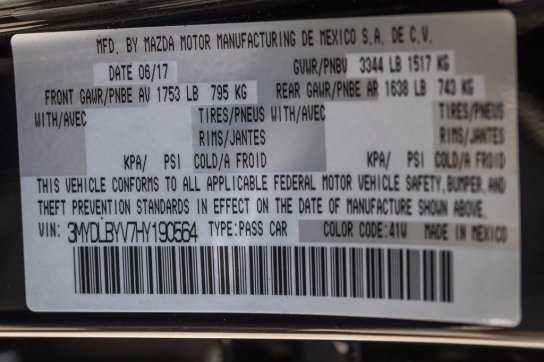 MFD. BY MAZDA MOTOR MANUFACTURING DE MEXICO S.A. DE C.V.
DATE 06/17 GVWR/PNBV 3344 LB 1517 KG
FRONT GAWR/PNBE AV 1753 LB 795 KG REAR GAWR/PNBE AR 1638 LB 743 KG
WITH/AVEC TIRES/PNEUS WITH/AVEC TIRES/PNEUS
RIMS/JANTES RIMS/JANTES
KPA/ PSI COLD/A FROID KPA/ PSI COLD/A FROID
THIS VEHICLE CONFORMS TO ALL APPLICABLE FEDERAL MOTOR VEHICLE SAFETY, BUMPER, AND
THEFT PREVENTION STANDARDS IN EFFECT ON THE DATE OF MANUFACTURE SHOWN ABOVE.
VIN: 3MYDLBYV7HY190564 TYPE:PASS CAR COLOR CODE:41W MADE IN MEXICO